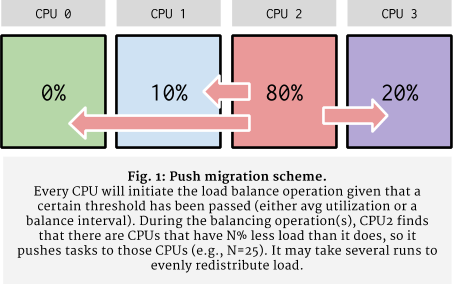 CPU 0 CPU 1 CPU 2 CPU 3
0% 10% 80% 20%
Fig. 1: Push migration scheme.
Every CPU will initiate the load balance operation given that a
certain threshold has been passed (either avg utilization or a
balance interval). During the balancing operation(s), CPU2 finds
that there are CPUs that have N% less load than it does, so it
pushes tasks to those CPUs (e.g., N=25). It may take several runs to
evenly redistribute load.